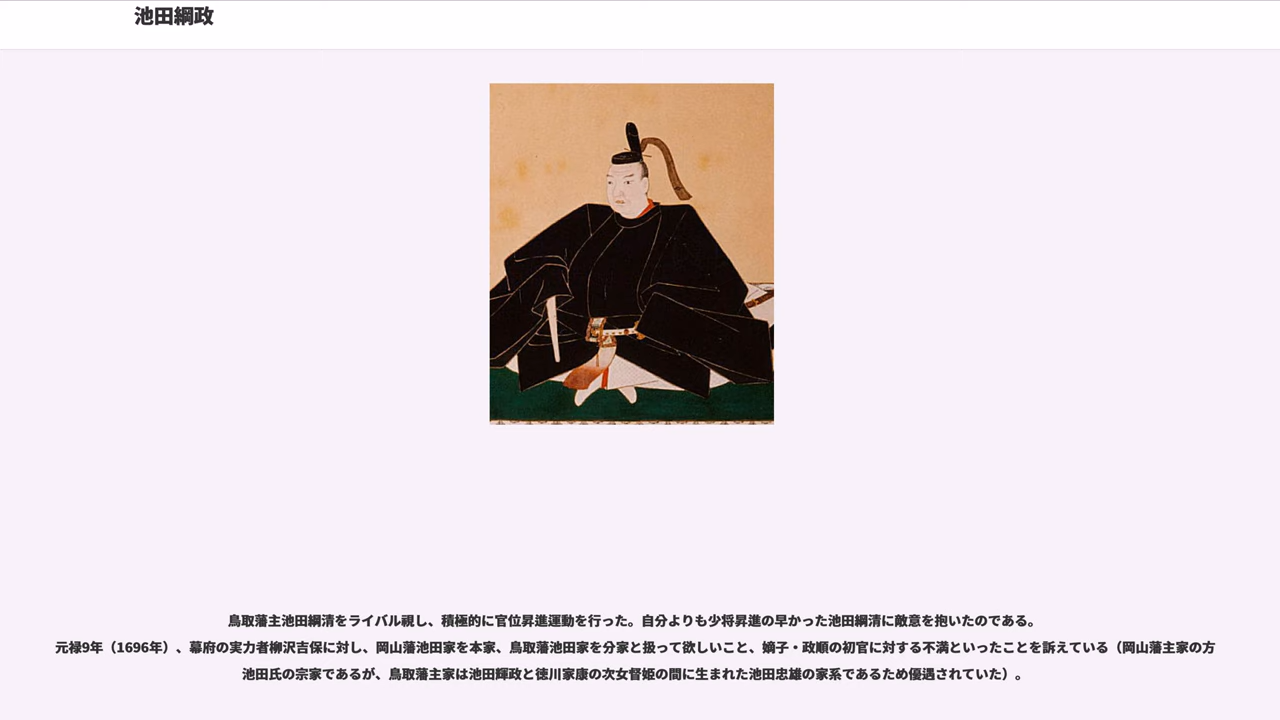 池田綱政
鳥取藩主池田綱清をライバル視し、積極的に官位昇進運動を行った。自分よりも少将昇進の早かった池田綱清に敵意を抱いたのである。
元禄9年（1696年）、幕府の実力者柳沢吉保に対し、岡山藩池田家を本家、鳥取藩池田家を分家と扱って欲しいこと、嫡子・政順の初官に対する不満といったことを訴えている（岡山藩主家の方
池田氏の宗家であるが、鳥取藩主家は池田輝政と徳川家康の次女督姫の間に生まれた池田忠雄の家系であるため優遇されていた）。